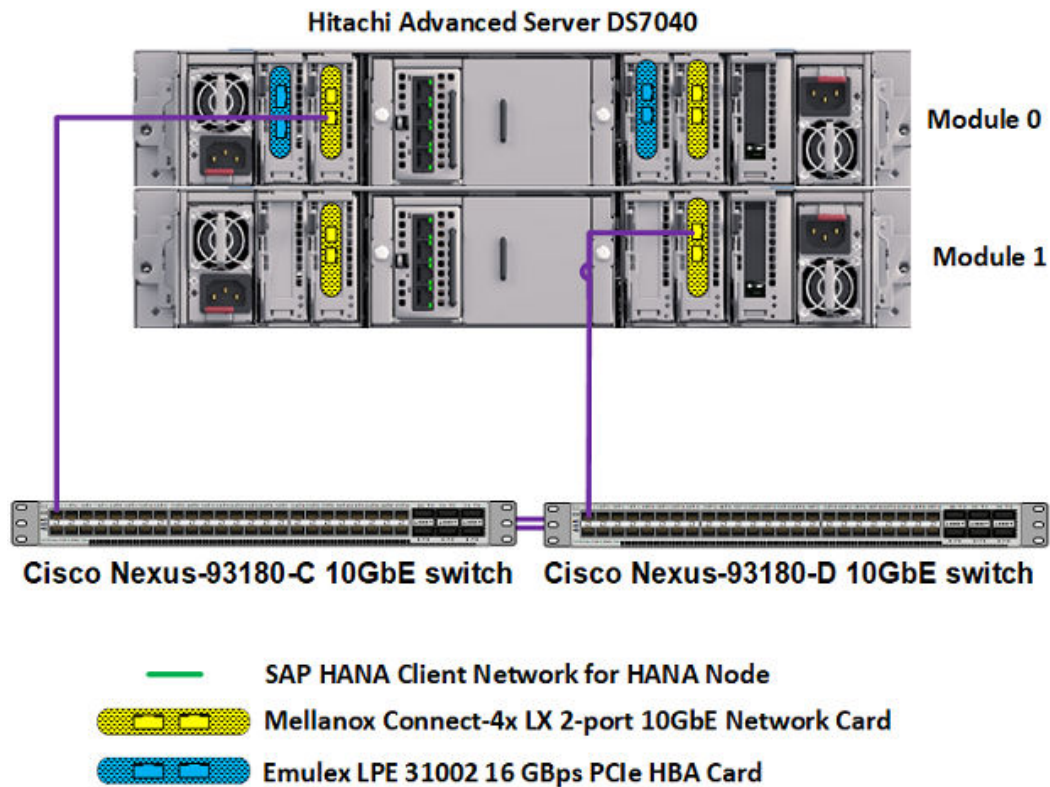 Hitachi Advanced Server DS7040
Module 0
Module 1
Cisco Nexus-93180-C 10GbE switch
Cisco Nexus-93180-D 10GbE switch
SAP HANA Client Network for HANA Node
Mellanox Connect-4x LX 2-port 10GbE Network Card
Emulex LPE 31002 16 GBps PCIe HBA Card